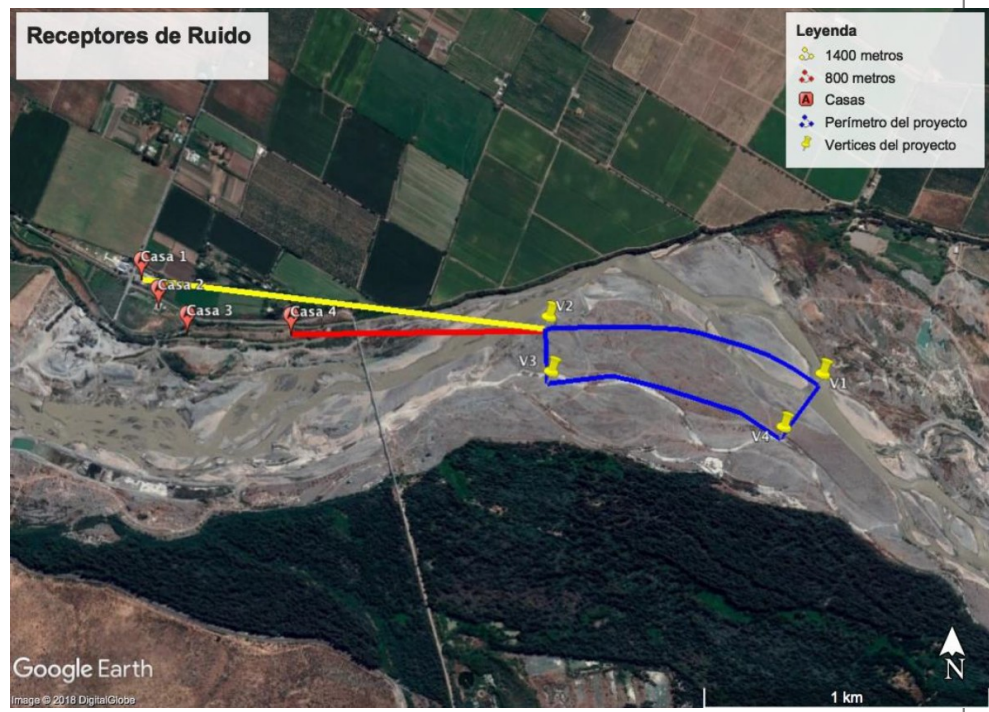 Receptores de Ruido
Leyenda
1400 metros
800 metros
A Casas
Perímetro del proyecto
Vertices del proyecto
Casa 1
Casa 2
Casa 3
Casa 4
V2
V3
V1
V4
N
Google Earth
Image © 2018 DigitalGlobe
1 km